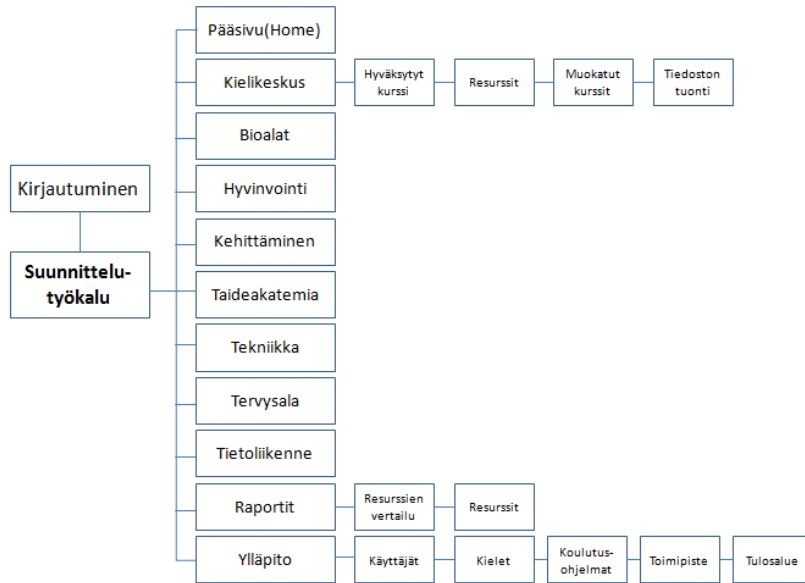 Pääsivu(Home)
Kielikeskus
Hyväksytyt
kurssi
Resurssit
Muokatut
kurssit
Tiedoston
tuonti
Bioalat
Kirjautuminen
Hyvinvointi
Kehittäminen
Suunnittelu-
työkalu
Taideakatemia
Tekniikka
Tervysala
Tietoliikenne
Raportit
Resurssien
vertailu
Resurssit
Ylläpito
Käyttäjät
Kielet
Koulutus-
ohjelmat
Toimipiste
Tulosalue